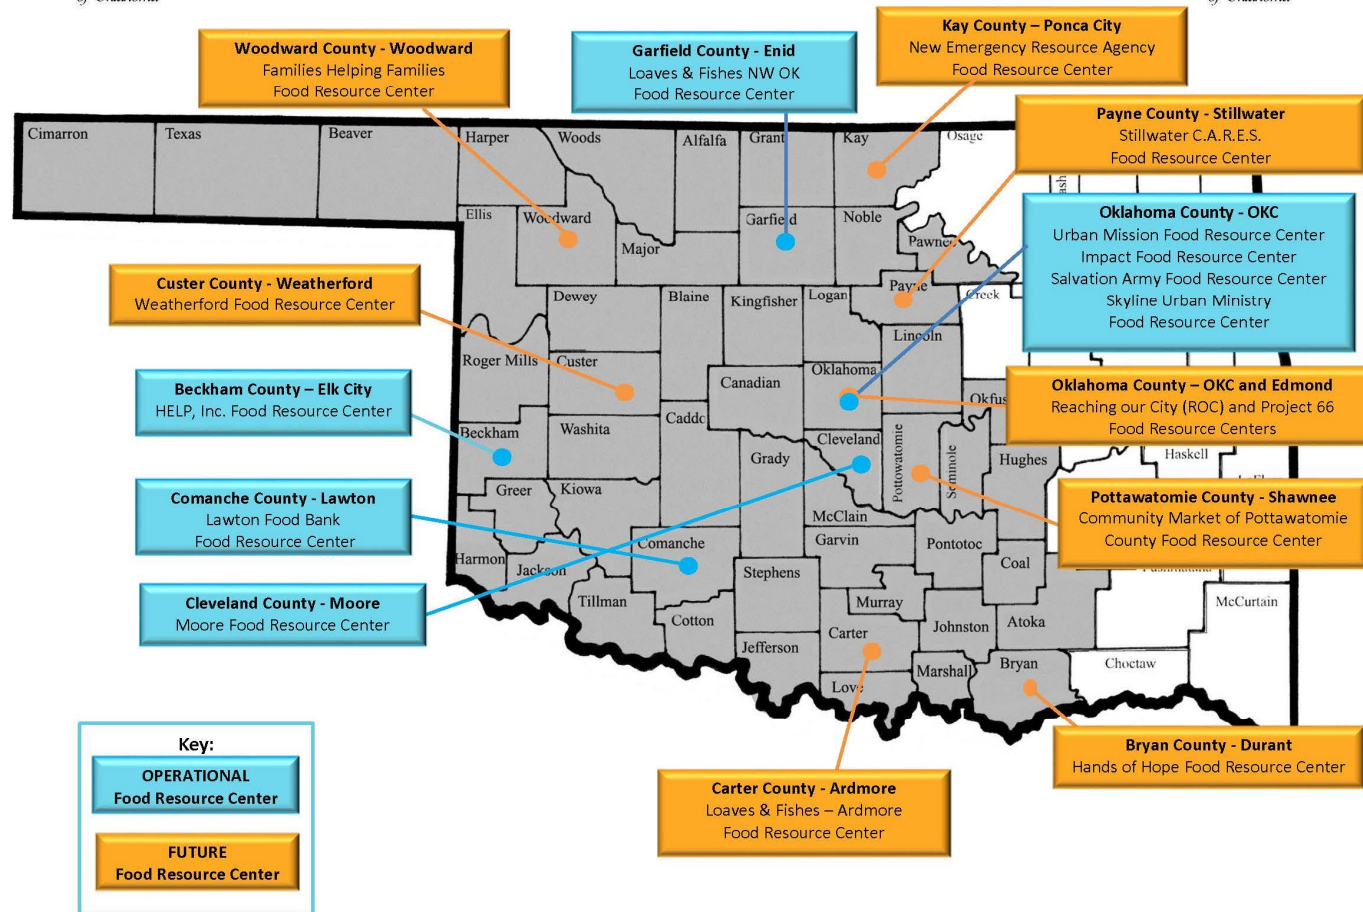 of Oklahoma
of Oklahoma
Woodward County - Woodward
Families Helping Families
Food Resource Center
Garfield County - Enid
Loaves & Fishes NW OK
Food Resource Center
Kay County – Ponca City
New Emergency Resource Agency
Food Resource Center
Payne County - Stillwater
Stillwater C.A.R.E.S.
Food Resource Center
Oklahoma County - OKC
Urban Mission Food Resource Center
Impact Food Resource Center
Salvation Army Food Resource Center
Skyline Urban Ministry
Food Resource Center
Custer County - Weatherford
Weatherford Food Resource Center
Beckham County – Elk City
HELP, Inc. Food Resource Center
Oklahoma County – OKC and Edmond
Reaching our City (ROC) and Project 66
Food Resource Centers
Comanche County - Lawton
Lawton Food Bank
Food Resource Center
Pottawatomie County - Shawnee
Community Market of Pottawatomie
County Food Resource Center
Cleveland County - Moore
Moore Food Resource Center
Carter County - Ardmore
Loaves & Fishes – Ardmore
Food Resource Center
Bryan County - Durant
Hands of Hope Food Resource Center
Cimarron
Texas
Beaver
Harper
Woods
Alfalfa
Grant
Kay
Osage
Ellis
Woodward
Major
Garfield
Noble
Pawnee
Dewey
Blaine
Kingfisher
Logan
Payne
Creek
Lincoln
Roger Mills
Custer
Canadian
Oklahoma
Okfus
Beckham
Washita
Caddo
Grady
Cleveland
Pottowatomie
Seminole
Hughes
Haskell
Greer
Kiowa
McClain
Garvin
Pontotoc
Coal
Harmon
Jackson
Comanche
Stephens
Tillman
Cotton
Murray
Carter
Johnston
Atoka
McCurtain
Jefferson
Marshall
Bryan
Choctaw
Love
Key:
OPERATIONAL
Food Resource Center
FUTURE
Food Resource Center